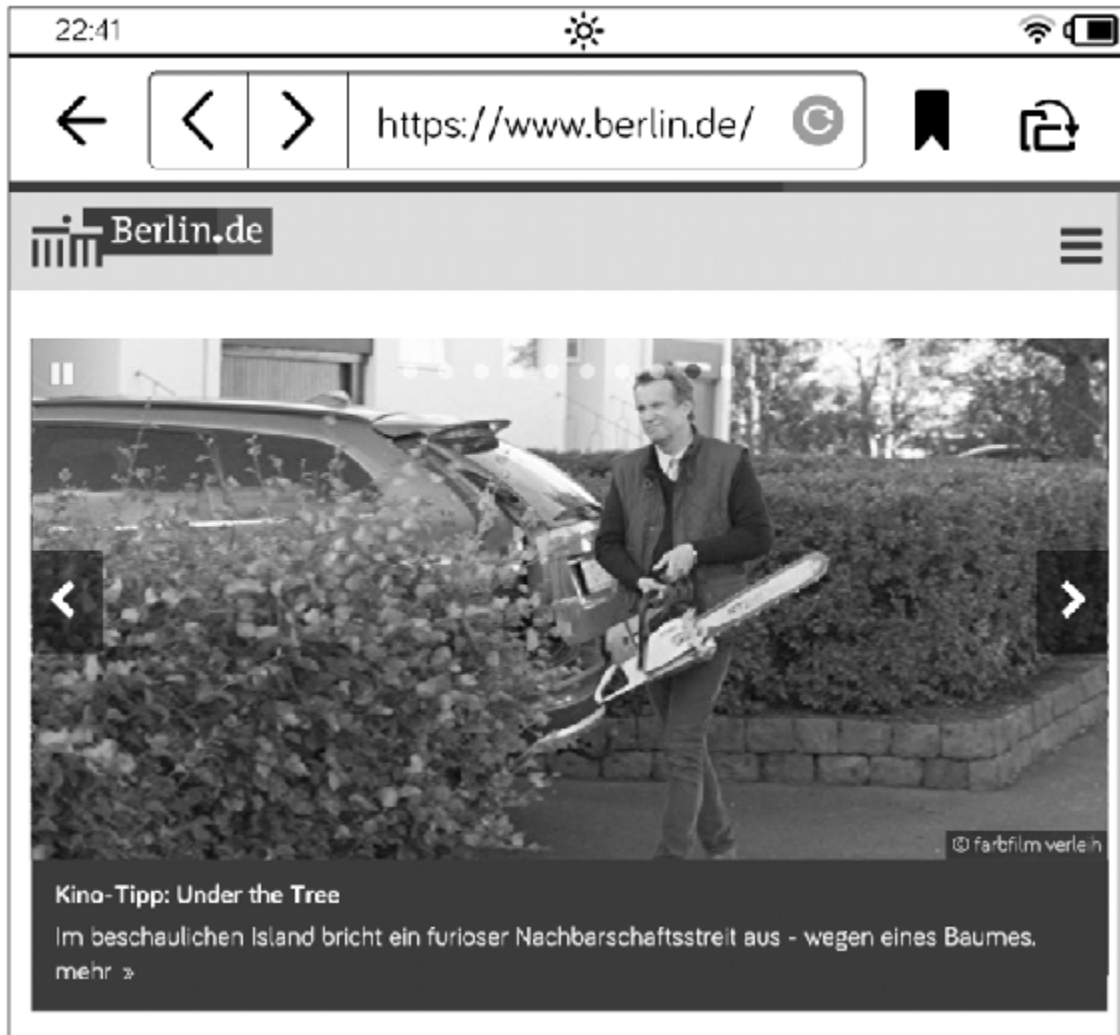 22:41
https://www.berlin.de/
Berlin.de
© farbfilm verleih
Kino-Tipp: Under the Tree
Im beschaulichen Island bricht ein furioser Nachbarschaftsstreit aus - wegen eines Baumes.
mehr »